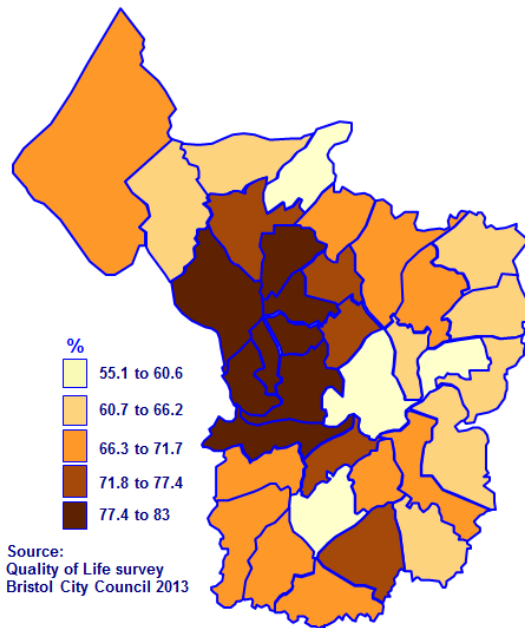 %
55.1 to 60.6
60.7 to 66.2
66.3 to 71.7
71.8 to 77.4
77.4 to 83
Source:
Quality of Life survey
Bristol City Council 2013